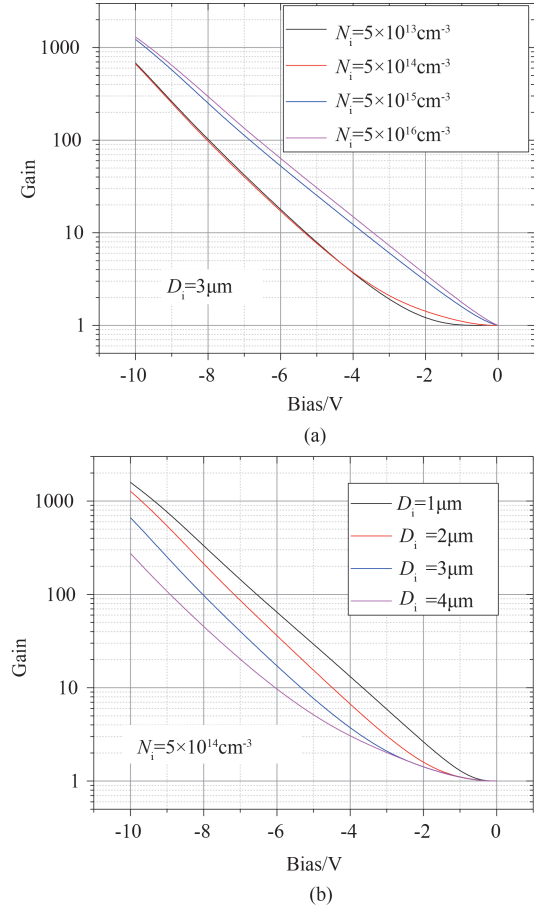 1000
100
10
1
Gain
N_i=5×10^13cm^-3
N_i=5×10^14cm^-3
N_i=5×10^15cm^-3
N_i=5×10^16cm^-3
D_i=3μm
-10 -8 -6 -4 -2 0
Bias/V
(a)
1000
100
10
1
Gain
D_i=1μm
D_i =2μm
D_i =3μm
D_i =4μm
N_i=5×10^14cm^-3
-10 -8 -6 -4 -2 0
Bias/V
(b)